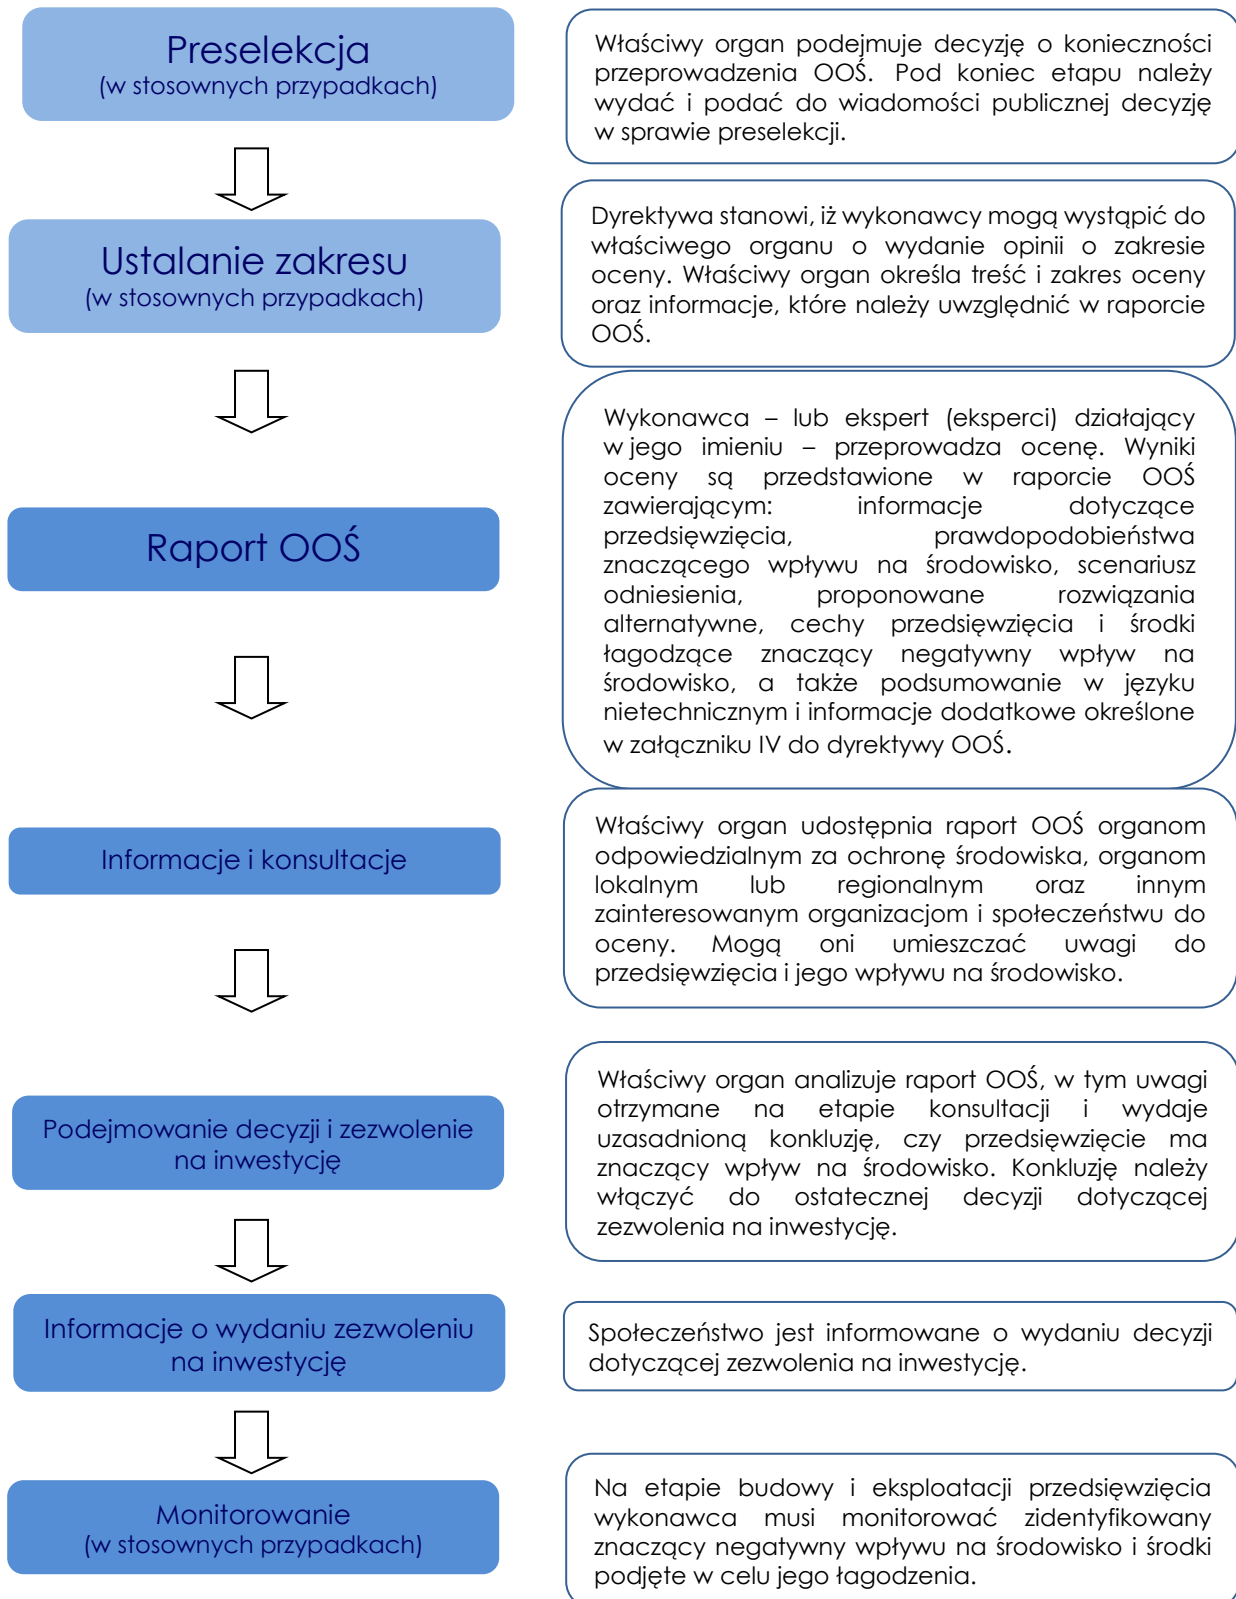 Preselekcja
(w stosownych przypadkach)
Właściwy organ podejmuje decyzję o konieczności
przeprowadzenia OOŚ. Pod koniec etapu należy
wydać i podać do wiadomości publicznej decyzję
w sprawie preselekcji.
Ustalanie zakresu
(w stosownych przypadkach)
Dyrektywa stanowi, iż wykonawcy mogą wystąpić do
właściwego organu o wydanie opinii o zakresie
oceny. Właściwy organ określa treść i zakres oceny
oraz informacje, które należy uwzględnić w raporcie
OOŚ.
Raport OOŚ
Wykonawca – lub ekspert (eksperci) działający
w jego imieniu – przeprowadza ocenę. Wyniki
oceny są przedstawione w raporcie OOŚ
zawierającym: informacje dotyczące
przedsięwzięcia, prawdopodobieństwa
znaczącego wpływu na środowisko, scenariusz
odniesienia, proponowane rozwiązania
alternatywne, cechy przedsięwzięcia i środki
łagodzące znaczący negatywny wpływ na
środowisko, a także podsumowanie w języku
nietechnicznym i informacje dodatkowe określone
w załączniku IV do dyrektywy OOŚ.
Informacje i konsultacje
Właściwy organ udostępnia raport OOŚ organom
odpowiedzialnym za ochronę środowiska, organom
lokalnym lub regionalnym oraz innym
zainteresowanym organizacjom i społeczeństwu do
oceny. Mogą oni umieszczać uwagi do
przedsięwzięcia i jego wpływu na środowisko.
Podejmowanie decyzji i zezwolenie
na inwestycję
Właściwy organ analizuje raport OOŚ, w tym uwagi
otrzymane na etapie konsultacji i wydaje
uzasadnioną konkluzję, czy przedsięwzięcie ma
znaczący wpływ na środowisko. Konkluzję należy
włączyć do ostatecznej decyzji dotyczącej
zezwolenia na inwestycję.
Informacje o wydaniu zezwoleniu
na inwestycję
Społeczeństwo jest informowane o wydaniu decyzji
dotyczącej zezwolenia na inwestycję.
Monitorowanie
(w stosownych przypadkach)
Na etapie budowy i eksploatacji przedsięwzięcia
wykonawca musi monitorować zidentyfikowany
znaczący negatywny wpływu na środowisko i środki
podjęte w celu jego łagodzenia.